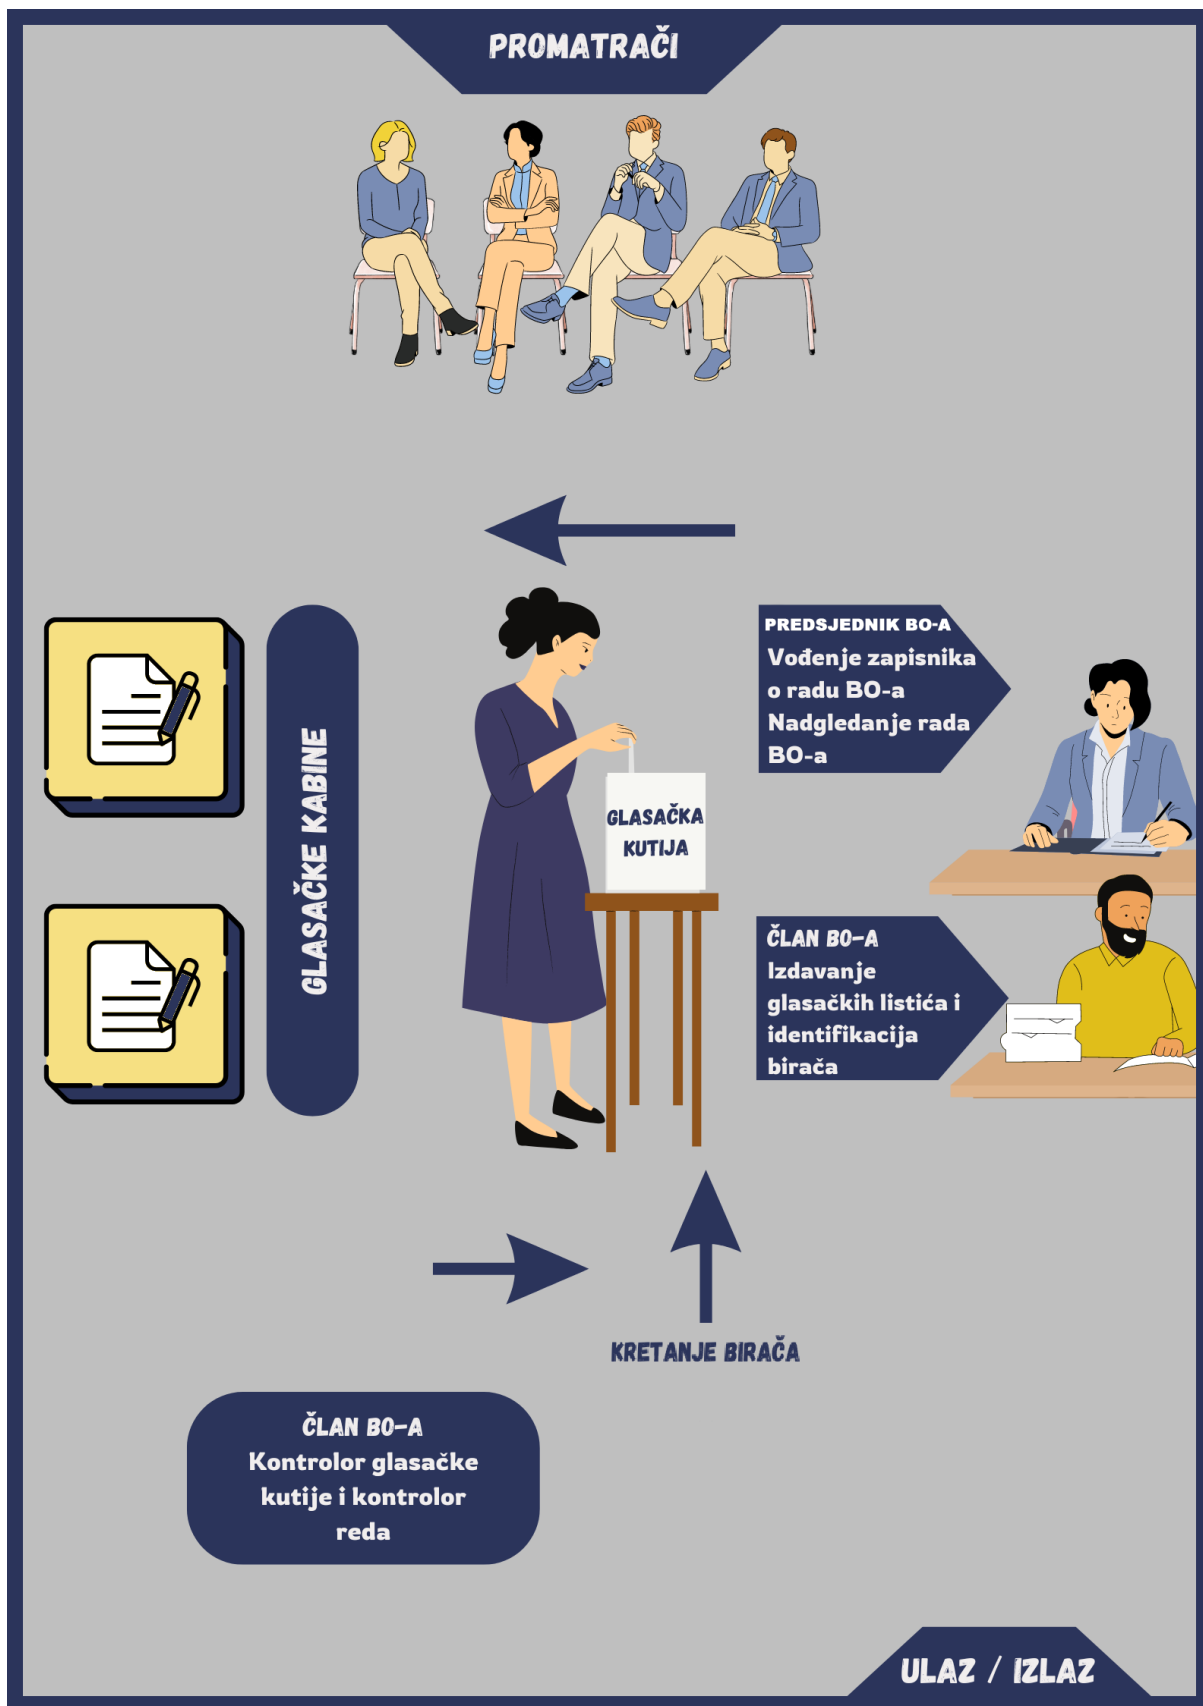 PROMATRAČI
PREDSJEDNIK BO-A
Vođenje zapisnika
o radu BO-a
Nadgledanje rada
BO-a
GLASAČKE KABINE
GLASAČKA
KUTIJA
ČLAN BO-A
Izdavanje
glasačkih listića i
identifikacija
birača
KRETANJE BIRAČA
ČLAN BO-A
Kontrolor glasačke
kutije i kontrolor
reda
ULAZ / IZLAZ